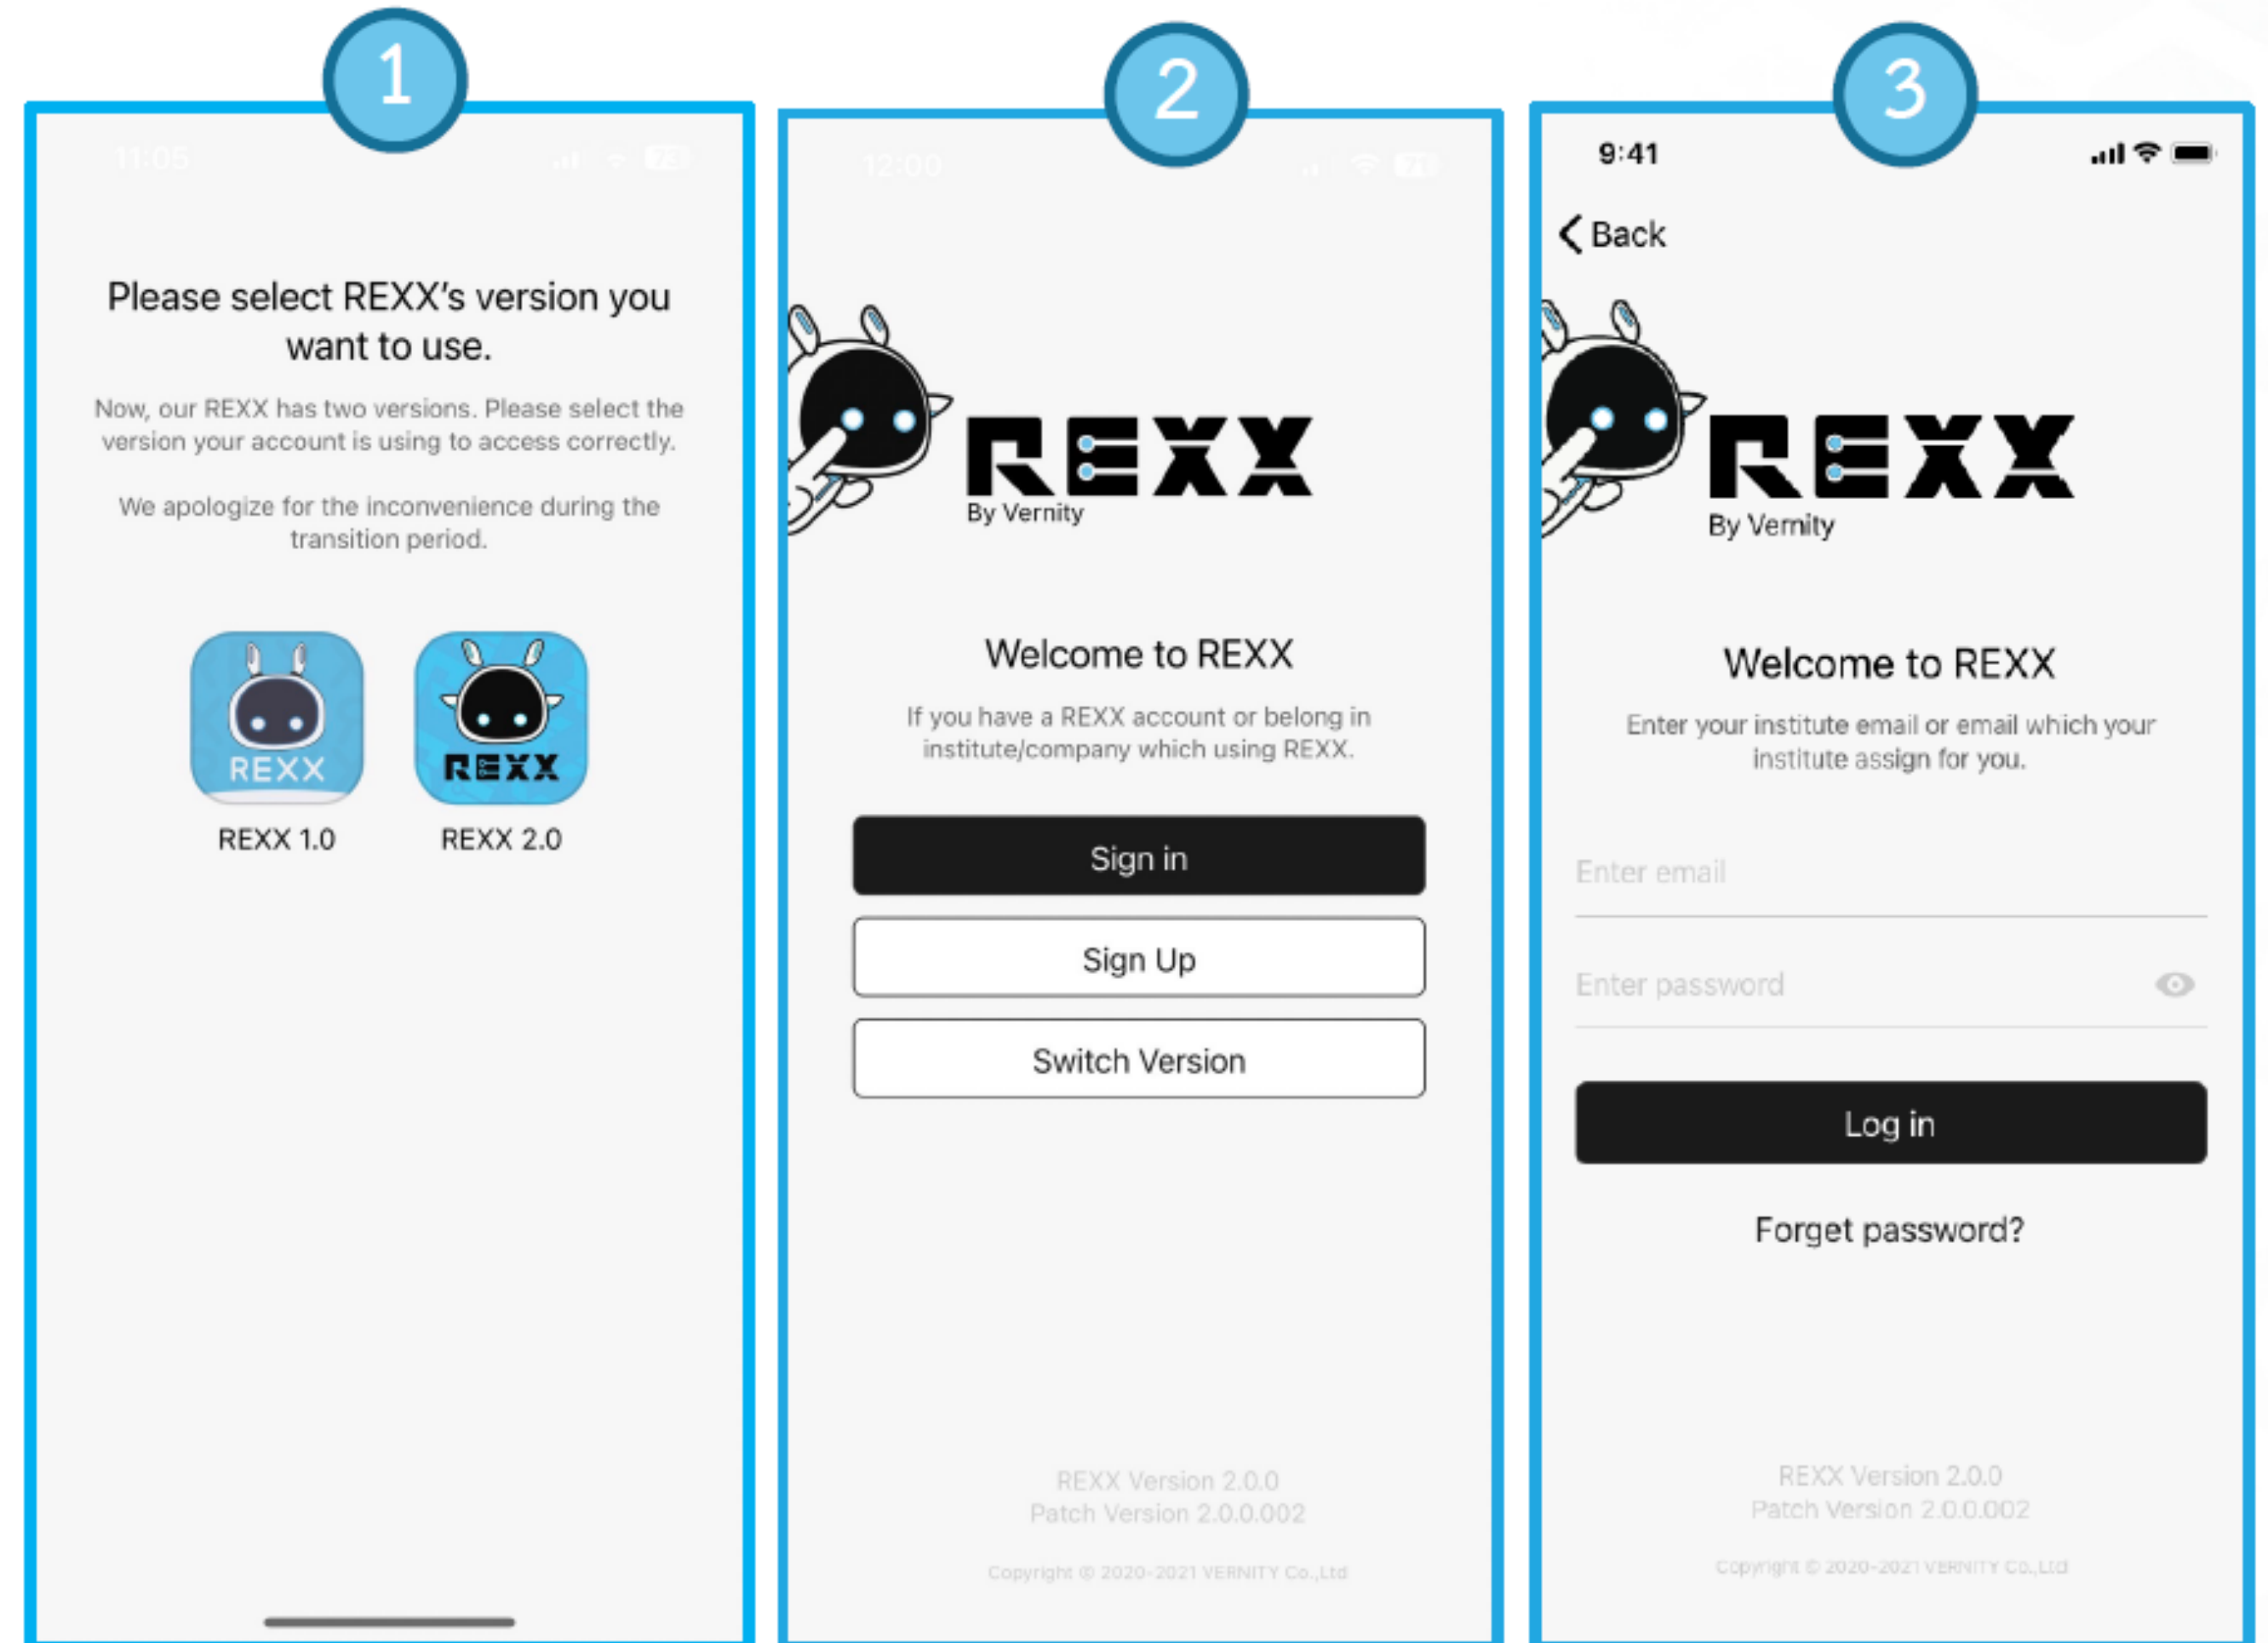 1
11:05
73
Please select REXX's version you
want to use.
Now, our REXX has two versions. Please select the
version your account is using to access correctly.
We apologize for the inconvenience during the
transition period.
REXX
REXX
REXX 1.0
REXX 2.0
2
12:00
71
REXX
By Vernity
Welcome to REXX
If you have a REXX account or belong in
institute/company which using REXX.
Sign in
Sign Up
Switch Version
REXX Version 2.0.0
Patch Version 2.0.0.002
Copyright © 2020-2021 VERNITY Co.,Ltd
3
9:41
Back
REXX
By Vernity
Welcome to REXX
Enter your institute email or email which your
institute assign for you.
Enter email
Enter password
Log in
Forget password?
REXX Version 2.0.0
Patch Version 2.0.0.002
Copyright © 2020-2021 VERNITY Co.,Ltd